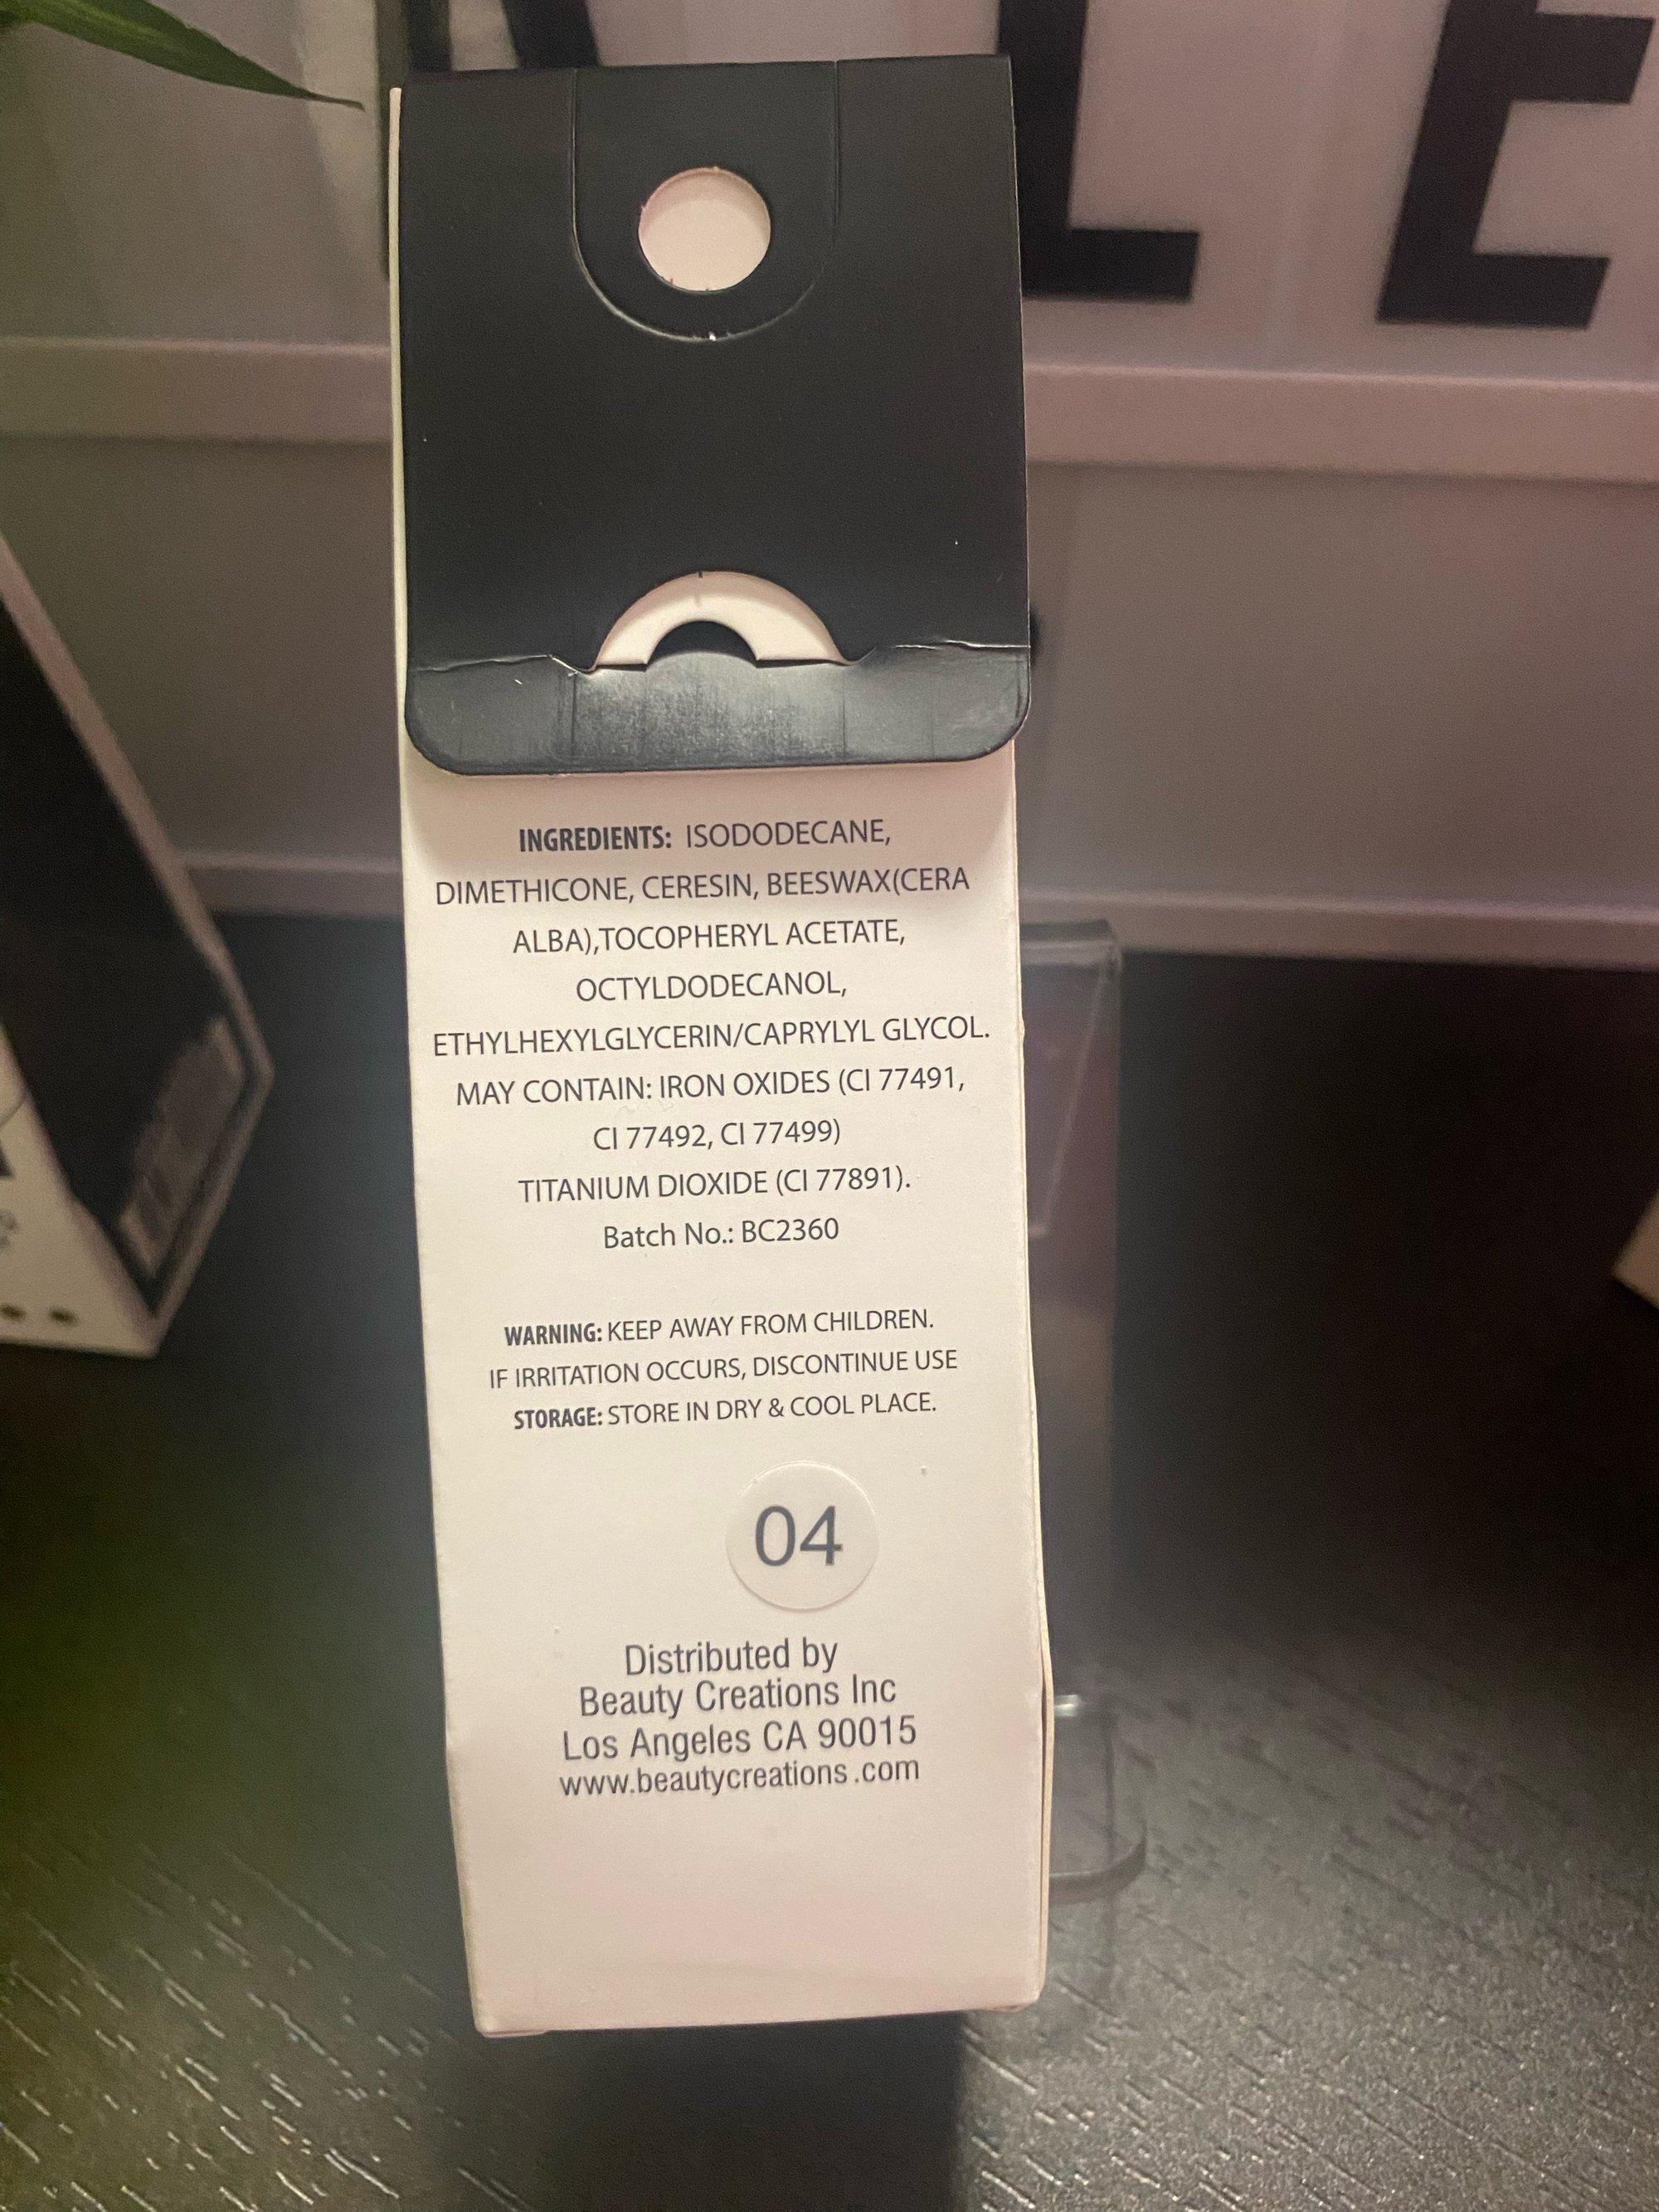 LE
INGREDIENTS: ISODODECANE,
DIMETHICONE, CERESIN, BEESWAX(CERA
ALBA),TOCOPHERYL ACETATE,
OCTYLDODECANOL,
ETHYLHEXYLGLYCERIN/CAPRYLYL GLYCOL.
MAY CONTAIN: IRON OXIDES (CI 77491,
CI 77492, CI 77499)
TITANIUM DIOXIDE (CI 77891).
Batch No.: BC2360
WARNING: KEEP AWAY FROM CHILDREN.
IF IRRITATION OCCURS, DISCONTINUE USE
STORAGE: STORE IN DRY & COOL PLACE.
04
Distributed by
Beauty Creations Inc
Los Angeles CA 90015
www.beautycreations.com